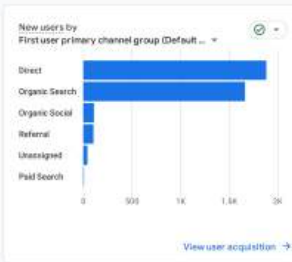 New users by
First user primary channel group (Default ...
Direct
Organic Search
Organic Social
Referral
Unassigned
Paid Search
0 500 1K 1.5K 2K
View user acquisition →